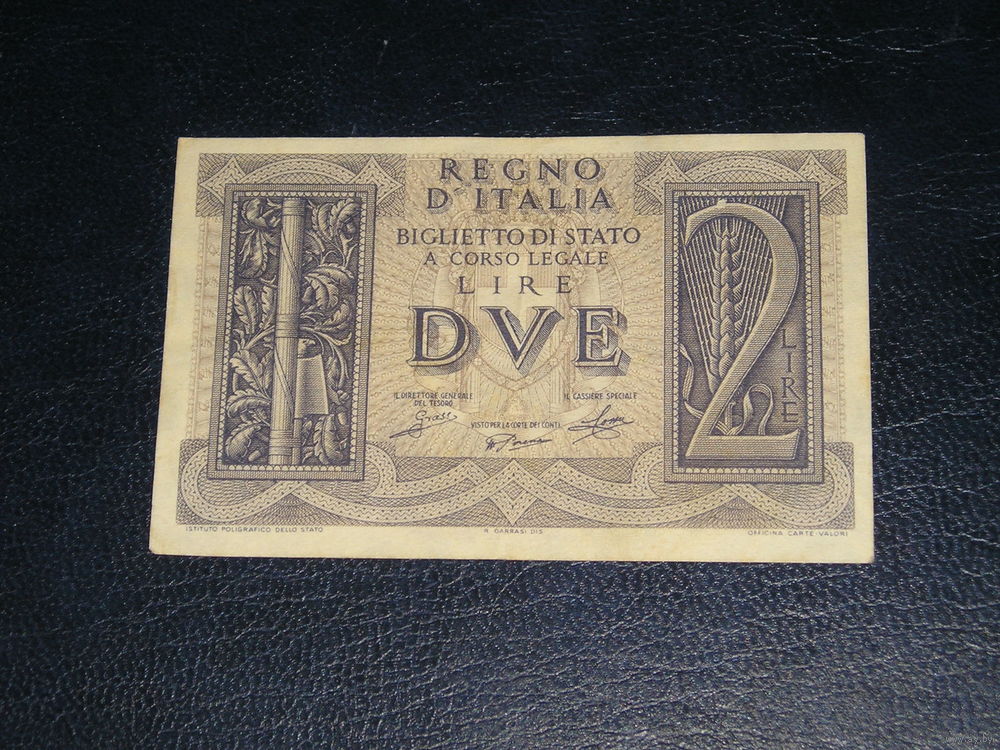 REGNO
D'ITALIA
BIGLIETTO DI STATO
A CORSO LEGALE
LIRE
DVE
2
LIRE
IL DIRETTORE GENERALE
DEL TESORO
IL CASSIERE SPECIALE
VISTO PER LA CORTE DEI CONTI
ISTITUTO POLIGRAFICO DELLO STATO
R. GARRASI DIS.
OFFICINA CARTE-VALORI